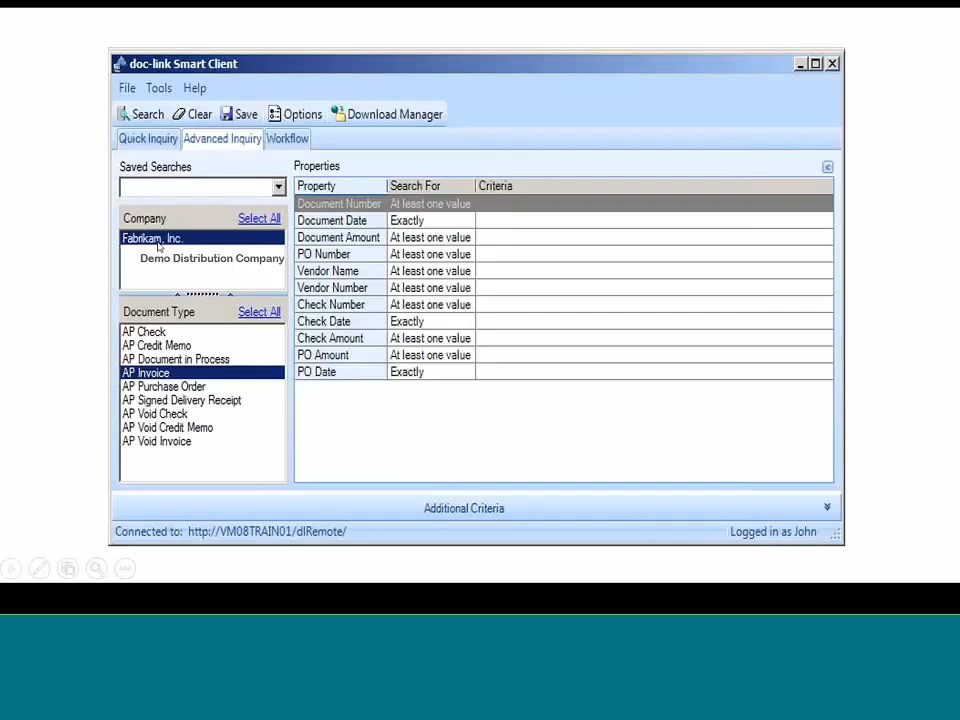 doc-link Smart Client
File Tools Help
Search Clear Save Options Download Manager
Quick Inquiry Advanced Inquiry Workflow
Saved Searches
Company Select All
Fabrikam, Inc.
Demo Distribution Company
Document Type Select All
AP Check
AP Credit Memo
AP Document in Process
AP Invoice
AP Purchase Order
AP Signed Delivery Receipt
AP Void Check
AP Void Credit Memo
AP Void Invoice
Properties
Property Search For Criteria
Document Number At least one value
Document Date Exactly
Document Amount At least one value
PO Number At least one value
Vendor Name At least one value
Vendor Number At least one value
Check Number At least one value
Check Date Exactly
Check Amount At least one value
PO Amount At least one value
PO Date Exactly
Additional Criteria
Connected to: http://VM08TRAIN01/dlRemote/ Logged in as John